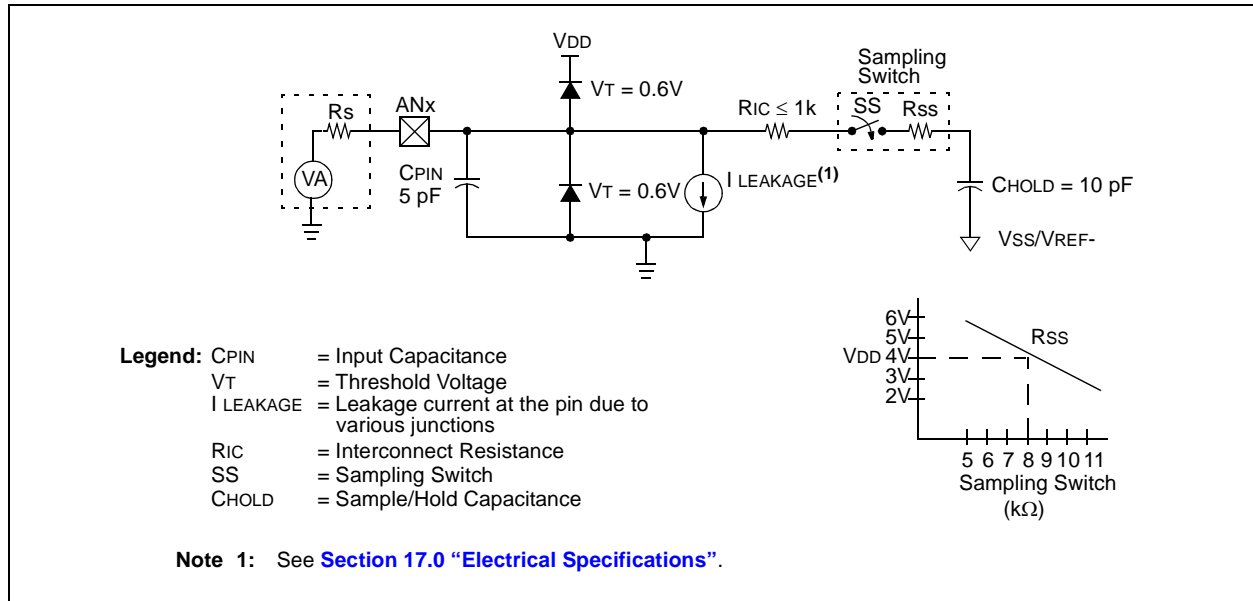 VDD
Sampling
Switch
VT = 0.6V
RIC ≤ 1k
SS
RSS
Rs
ANx
VA
CPIN
5 pF
VT = 0.6V
I LEAKAGE(1)
CHOLD = 10 pF
VSS/VREF-
6V
5V
VDD 4V
3V
2V
RSS
5 6 7 8 9 10 11
Sampling Switch
(kΩ)
Legend: CPIN = Input Capacitance
VT = Threshold Voltage
I LEAKAGE = Leakage current at the pin due to
various junctions
RIC = Interconnect Resistance
SS = Sampling Switch
CHOLD = Sample/Hold Capacitance
Note 1: See Section 17.0 “Electrical Specifications”.